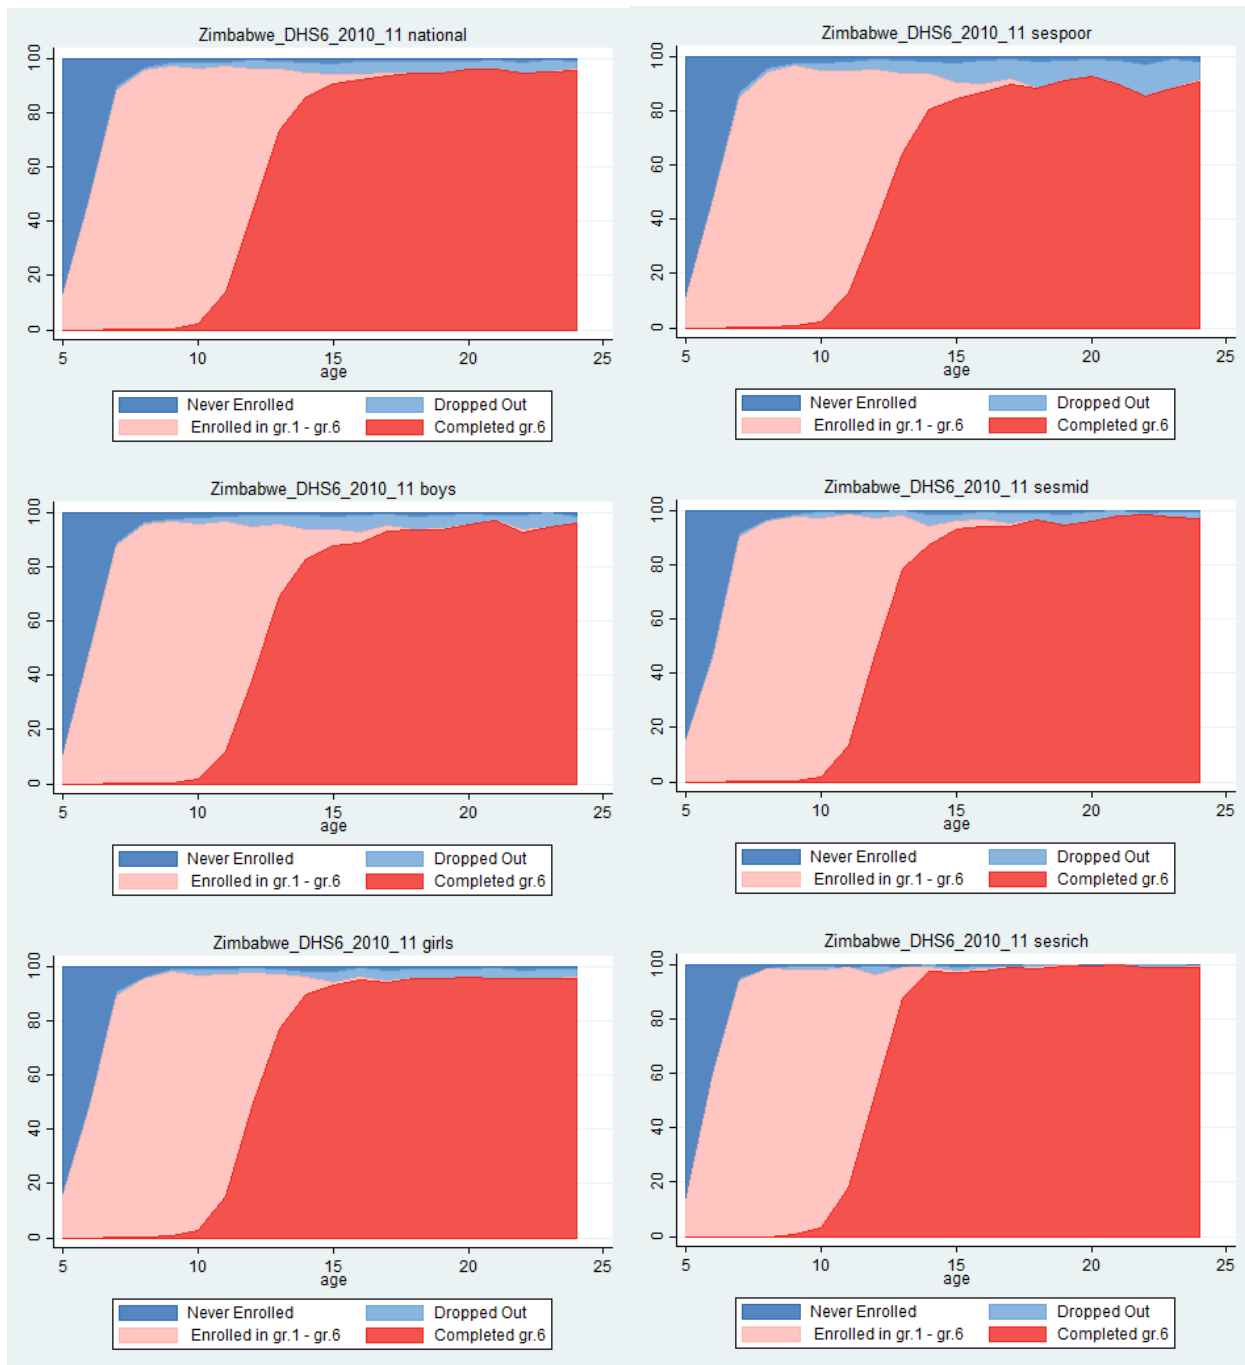 Zimbabwe_DHS6_2010_11 national
100
80
60
40
20
0
5 10 15 20 25
age
Never Enrolled Dropped Out
Enrolled in gr.1 - gr.6 Completed gr.6
Zimbabwe_DHS6_2010_11 sespoor
100
80
60
40
20
0
5 10 15 20 25
age
Never Enrolled Dropped Out
Enrolled in gr.1 - gr.6 Completed gr.6
Zimbabwe_DHS6_2010_11 boys
100
80
60
40
20
0
5 10 15 20 25
age
Never Enrolled Dropped Out
Enrolled in gr.1 - gr.6 Completed gr.6
Zimbabwe_DHS6_2010_11 sesmid
100
80
60
40
20
0
5 10 15 20 25
age
Never Enrolled Dropped Out
Enrolled in gr.1 - gr.6 Completed gr.6
Zimbabwe_DHS6_2010_11 girls
100
80
60
40
20
0
5 10 15 20 25
age
Never Enrolled Dropped Out
Enrolled in gr.1 - gr.6 Completed gr.6
Zimbabwe_DHS6_2010_11 sesrich
100
80
60
40
20
0
5 10 15 20 25
age
Never Enrolled Dropped Out
Enrolled in gr.1 - gr.6 Completed gr.6